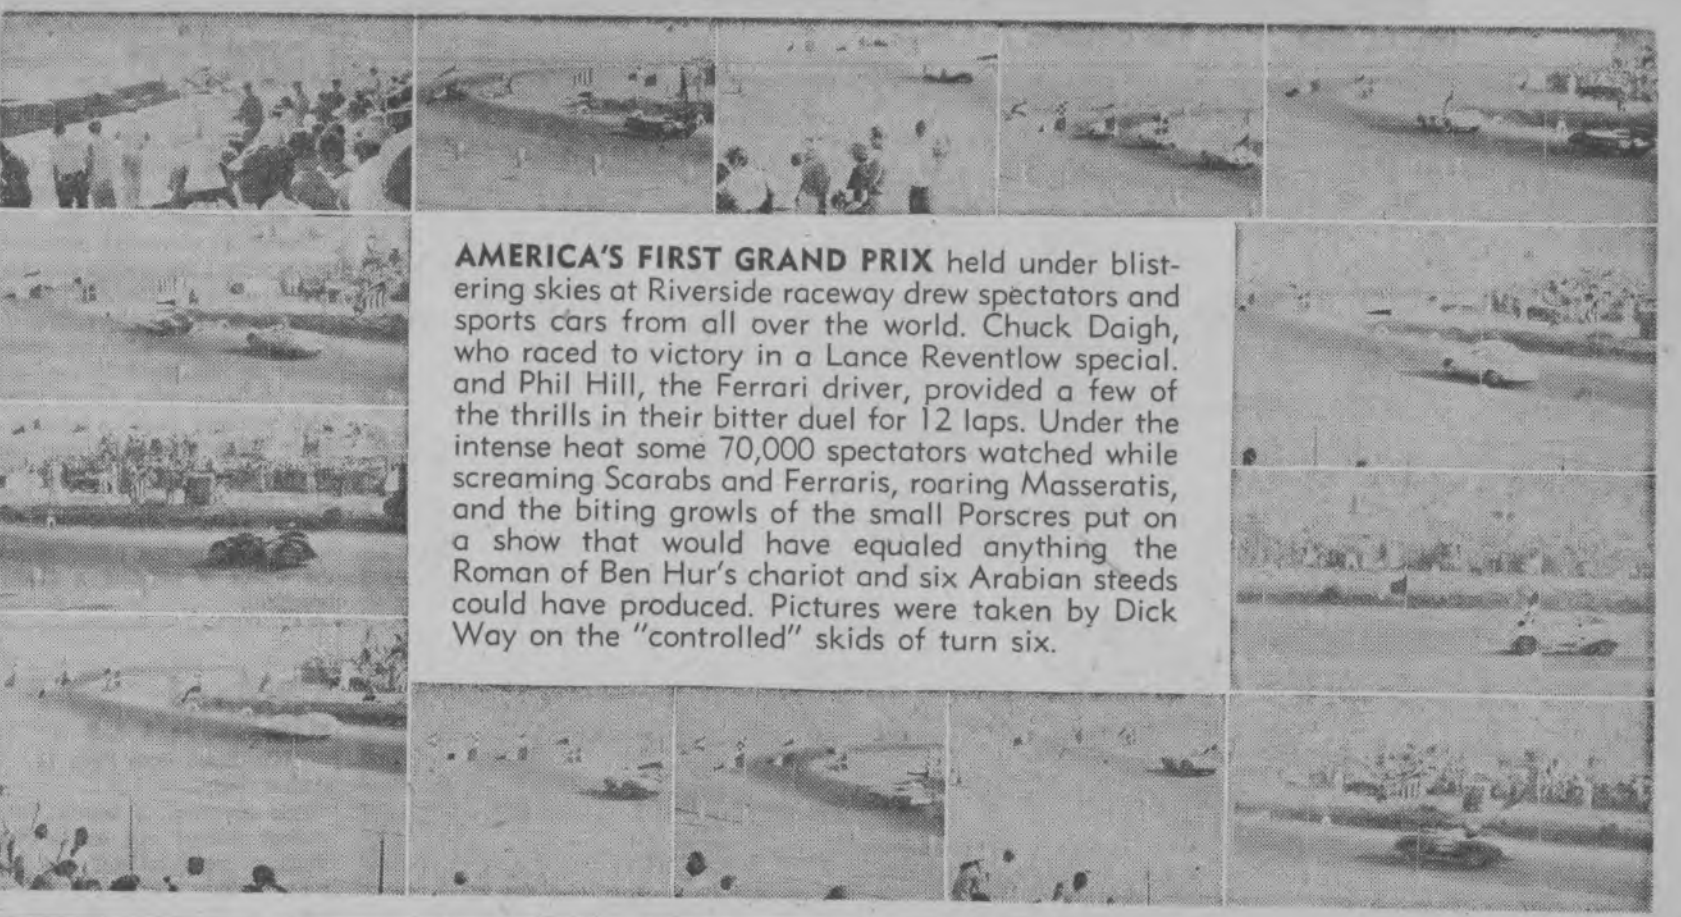 AMERICA'S FIRST GRAND PRIX held under blist-
ering skies at Riverside raceway drew spectators and
sports cars from all over the world. Chuck Daigh,
who raced to victory in a Lance Reventlow special.
and Phil Hill, the Ferrari driver, provided a few of
the thrills in their bitter duel for 12 laps. Under the
intense heat some 70,000 spectators watched while
screaming Scarabs and Ferraris, roaring Masseratis,
and the biting growls of the small Porscres put on
a show that would have equaled anything the
Roman of Ben Hur's chariot and six Arabian steeds
could have produced. Pictures were taken by Dick
Way on the "controlled" skids of turn six.